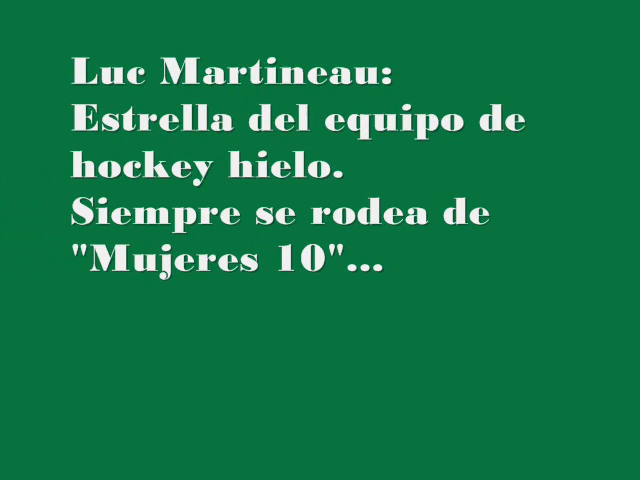 Luc Martineau:
Estrella del equipo de
hockey hielo.
Siempre se rodea de
"Mujeres 10"...